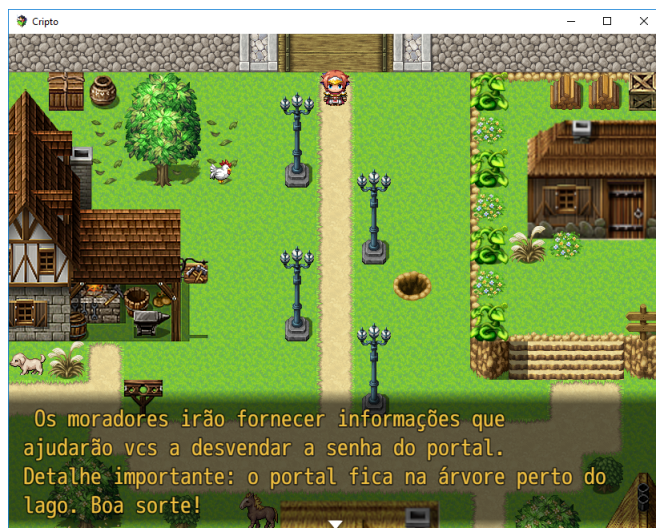 Cripto
Os moradores irão fornecer informações que
ajudarão vcs a desvendar a senha do portal.
Detalhe importante: o portal fica na árvore perto do
lago. Boa sorte!